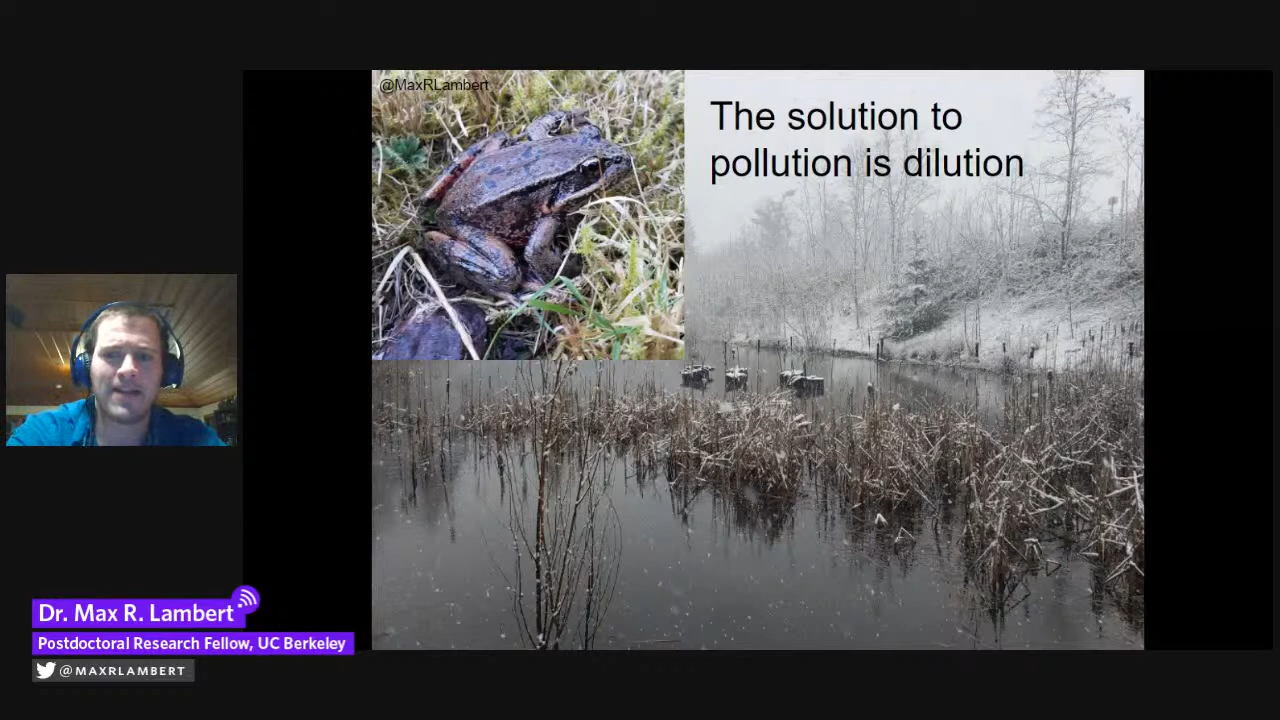 @MaxRLambert
The solution to
pollution is dilution
Dr. Max R. Lambert
Postdoctoral Research Fellow, UC Berkeley
@MAXRLAMBERT